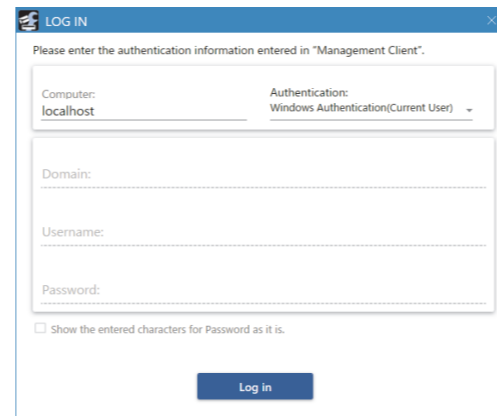 LOG IN
Please enter the authentication information entered in "Management Client".
Computer:
localhost
Authentication:
Windows Authentication(Current User)
Domain:
Username:
Password:
Show the entered characters for Password as it is.
Log in